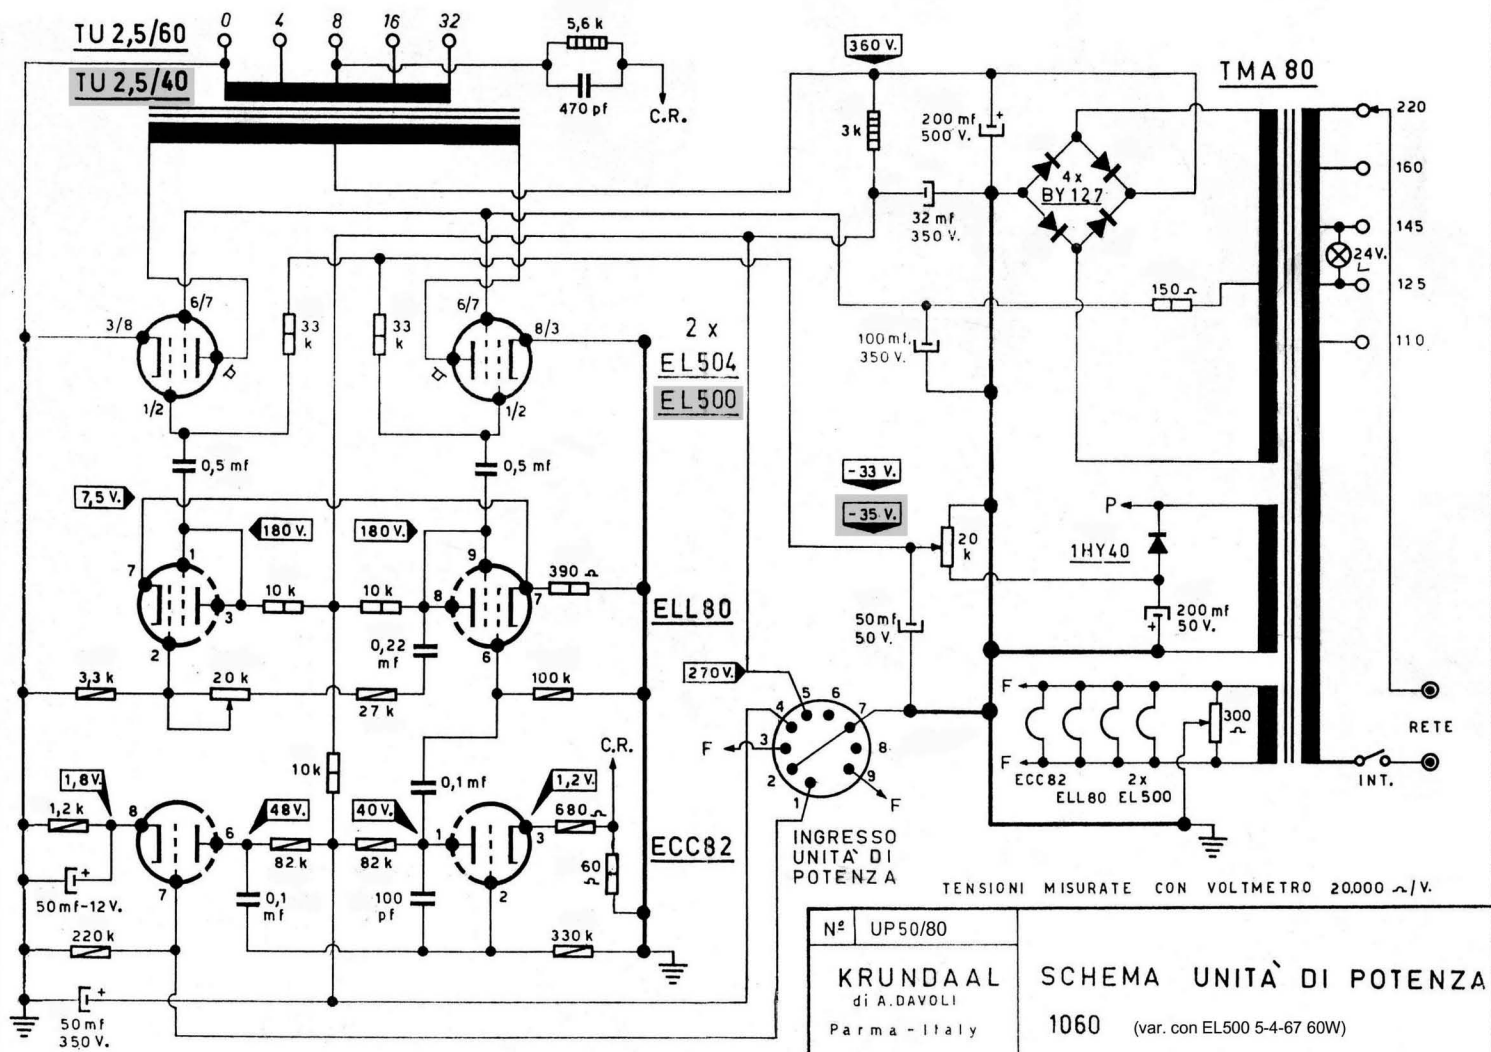 TU 2,5/60
TU 2,5/40
0 4 8 16 32
5,6 k
470 pf
C.R.
360 V.
3k
200 mf
500 V.
32 mf
350 V.
4 x
BY 127
TMA 80
220
160
145
24V.
125
110
150 Ω
100 mf.
350 V.
6/7
3/8
1/2
33
k
33
k
6/7
8/3
1/2
2 x
EL504
EL500
0,5 mf
0,5 mf
7,5 V.
180 V.
180 V.
-33 V.
-35 V.
20
k
P
1HY40
200 mf
50 V.
50 mf
50 V.
7
1
3
2
10 k
10 k
9
8
7
6
390 Ω
ELL80
0,22
mf
3,3 k
20 k
27 k
100 k
270 V.
1
2
3
4
5
6
7
8
9
F
F
INGRESSO
UNITÀ DI
POTENZA
F
F
ECC82
ELL80
2x
EL500
300
Ω
RETE
INT.
10k
0,1 mf
C.R.
1,8V.
1,2 k
8
6
7
48V.
82 k
40V.
82 k
1
3
2
1,2 V.
680
Ω
60
Ω
ECC82
50 mf-12V.
0,1
mf
100
pf
220 k
330 k
50 mf
350 V.
TENSIONI MISURATE CON VOLTMETRO 20.000 Ω/V.
Nº UP50/80
KRUNDAAL
di A.DAVOLI
Parma - Italy
SCHEMA UNITÀ DI POTENZA
1060 (var. con EL500 5-4-67 60W)